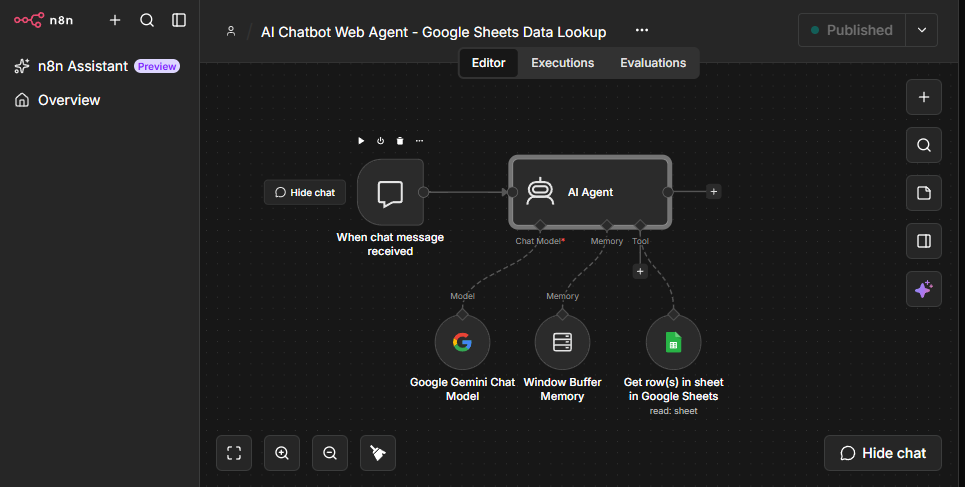 n8n
n8n Assistant Preview
Overview
AI Chatbot Web Agent - Google Sheets Data Lookup
Published
Editor Executions Evaluations
Hide chat
When chat message
received
AI Agent
Chat Model* Memory Tool
Model
Memory
Google Gemini Chat
Model
Window Buffer
Memory
Get row(s) in sheet
in Google Sheets
read: sheet
Hide chat